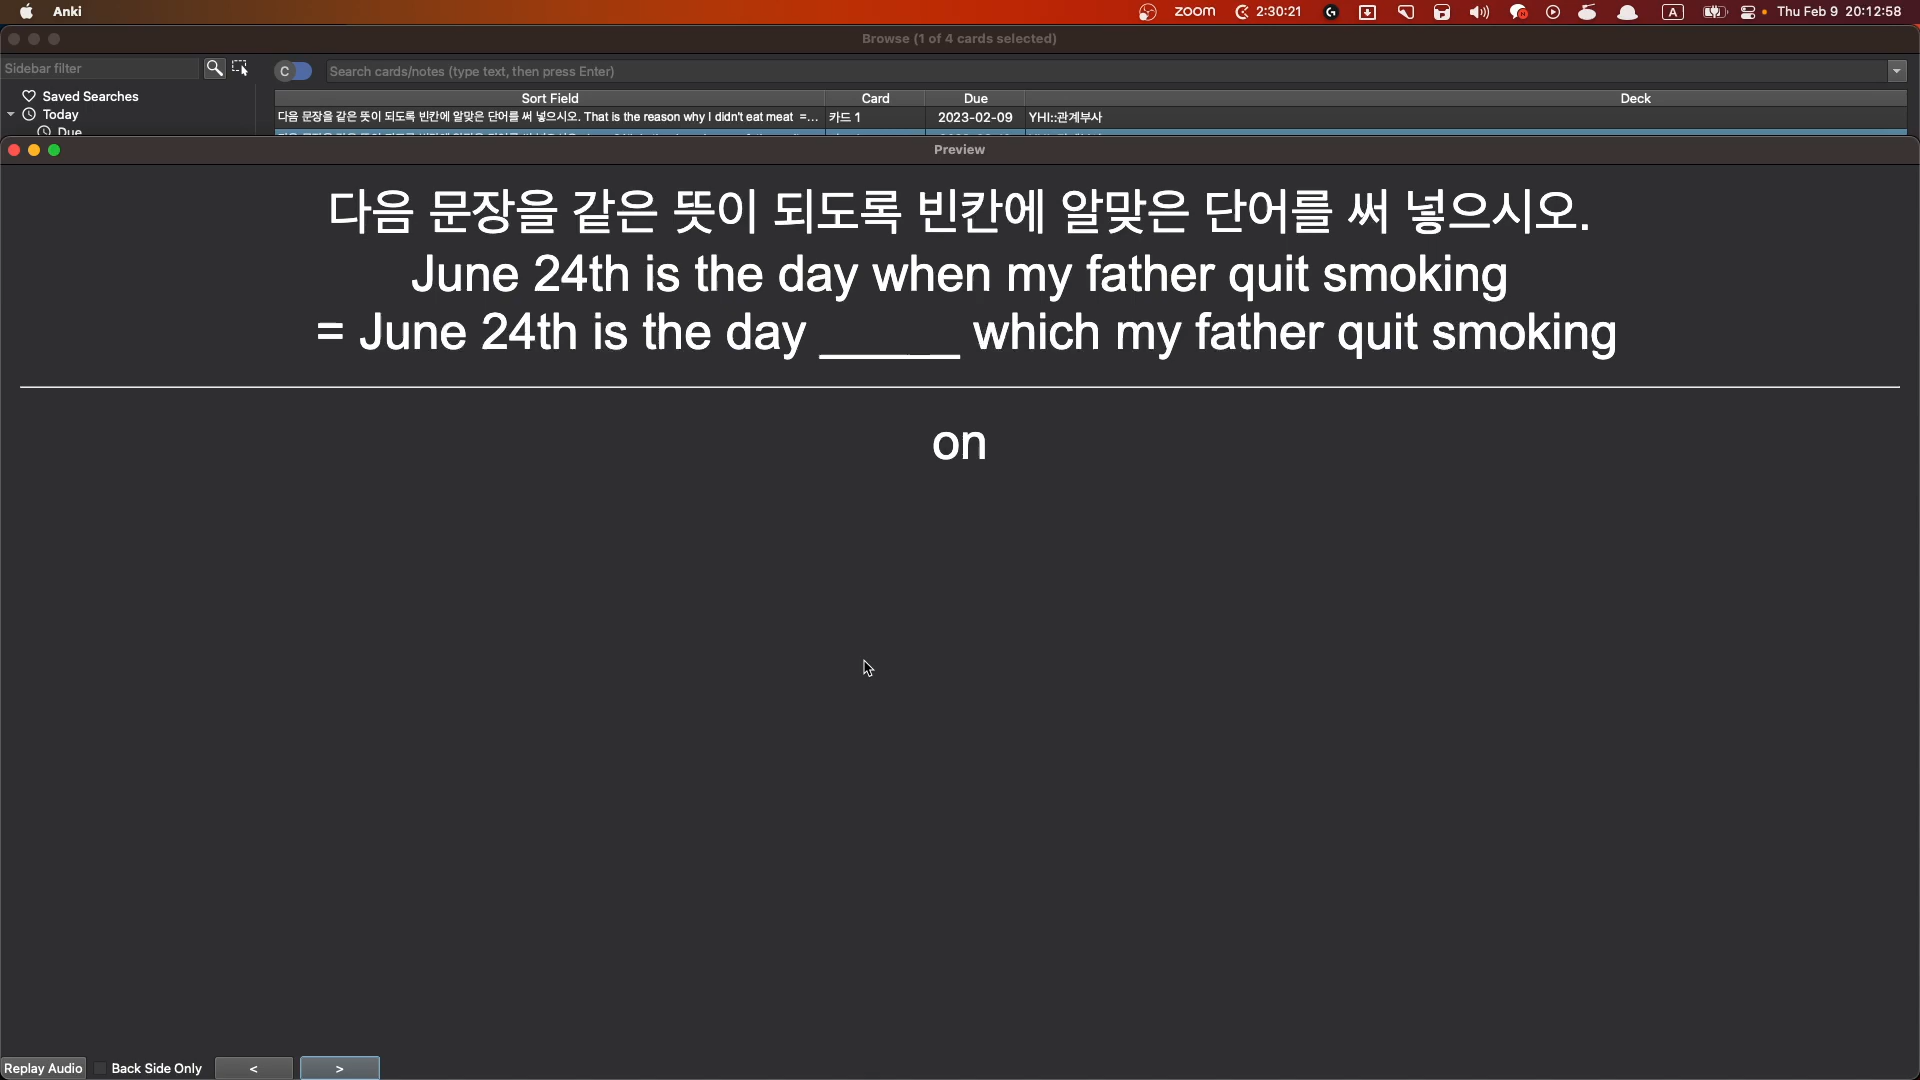 Anki
zoom
2:30:21
A
Thu Feb 9 20:12:58
Browse (1 of 4 cards selected)
Sidebar filter
C
Search cards/notes (type text, then press Enter)
Saved Searches
Sort Field Card Due Deck
Today
다음 문장을 같은 뜻이 되도록 빈칸에 알맞은 단어를 써 넣으시오. That is the reason why I didn't eat meat =... 카드 1 2023-02-09 YHI::관계부사
Due
Preview
다음 문장을 같은 뜻이 되도록 빈칸에 알맞은 단어를 써 넣으시오.
June 24th is the day when my father quit smoking
= June 24th is the day ______ which my father quit smoking
on
Replay Audio Back Side Only < >